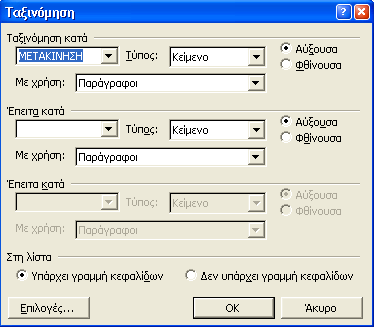 Ταξινόμηση
Ταξινόμηση κατά
ΜΕΤΑΚΙΝΗΣΗ Τύπος: Κείμενο Αύξουσα
Φθίνουσα
Με χρήση: Παράγραφοι
Έπειτα κατά
Τύπος: Κείμενο Αύξουσα
Φθίνουσα
Με χρήση: Παράγραφοι
Έπειτα κατά
Τύπος: Κείμενο Αύξουσα
Φθίνουσα
Με χρήση: Παράγραφοι
Στη λίστα
Υπάρχει γραμμή κεφαλίδων Δεν υπάρχει γραμμή κεφαλίδων
Επιλογές... OK Άκυρο